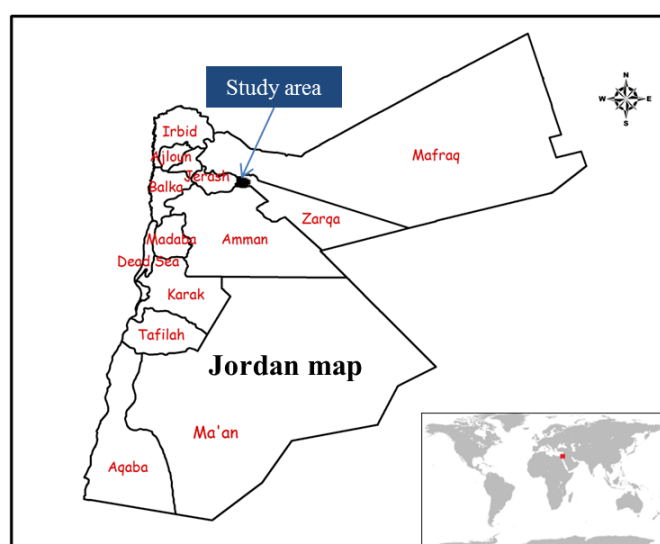 Study area
N
W E
S
Irbid
Mafraq
Ajloun
Jerash
Balka
Zarqa
Madaba
Amman
Dead Sea
Karak
Tafilah
Jordan map
Ma'an
Aqaba